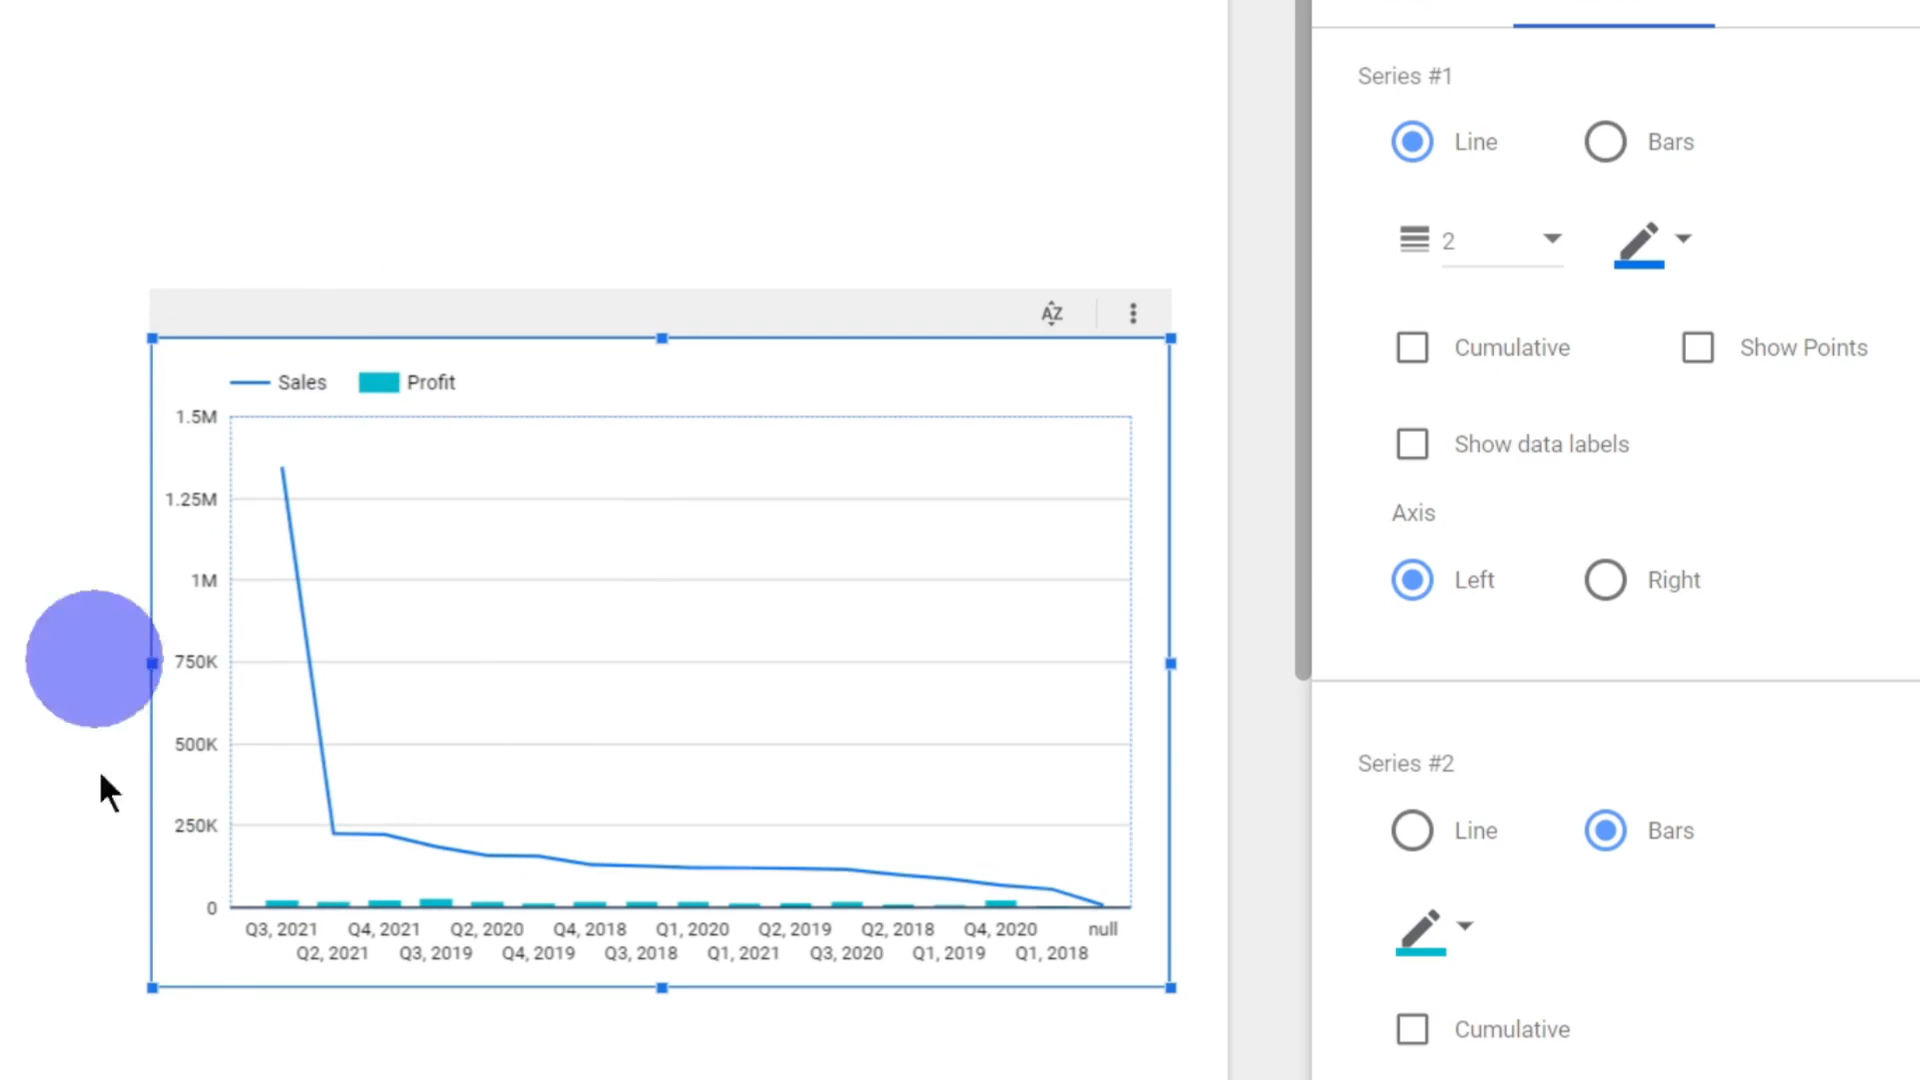 Series #1
Line Bars
2
Cumulative Show Points
Show data labels
Axis
Left Right
Series #2
Line Bars
Cumulative
AZ
Sales Profit
1.5M
1.25M
1M
750K
500K
250K
0
Q3, 2021 Q4, 2021 Q2, 2020 Q4, 2018 Q1, 2020 Q2, 2019 Q2, 2018 Q4, 2020 null
Q2, 2021 Q3, 2019 Q4, 2019 Q3, 2018 Q1, 2021 Q3, 2020 Q1, 2019 Q1, 2018